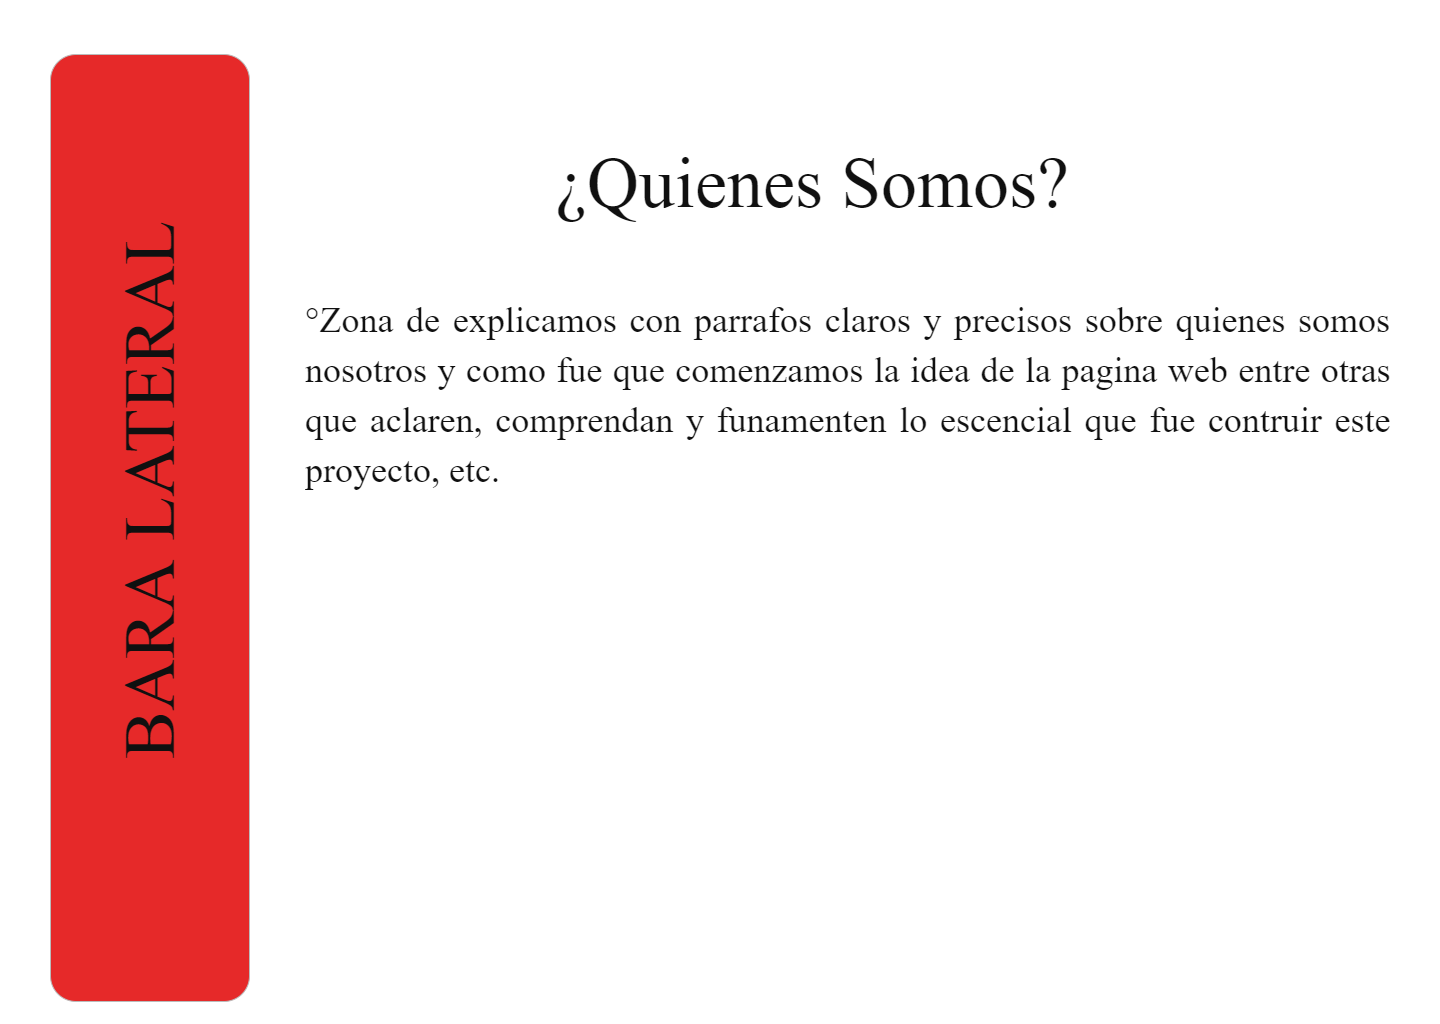 BARA LATERAL
¿Quienes Somos?
°Zona de explicamos con parrafos claros y precisos sobre quienes somos
nosotros y como fue que comenzamos la idea de la pagina web entre otras
que aclaren, comprendan y funamenten lo escencial que fue contruir este
proyecto, etc.